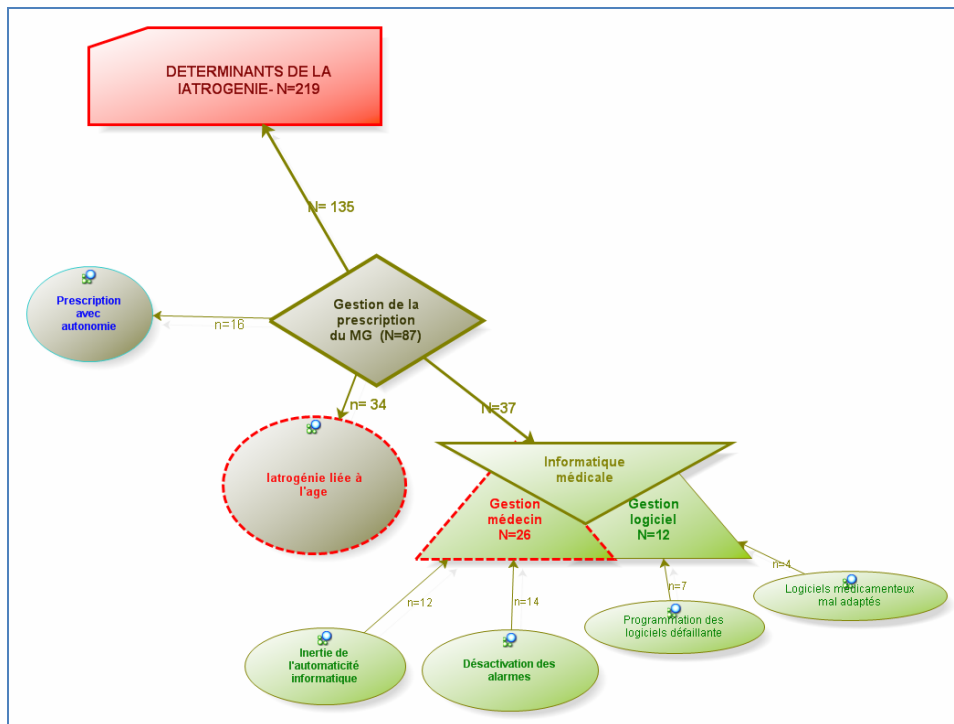 DETERMINANTS DE LA
IATROGENIE- N=219
N= 135
Prescription
avec
autonomie
n=16
Gestion de la
prescription
du MG (N=87)
n= 34
N=37
Iatrogénie liée à
l'age
Informatique
médicale
Gestion
médecin
N=26
Gestion
logiciel
N=12
n=12
n=14
n=7
n=4
Inertie de
l'automaticité
informatique
Désactivation des
alarmes
Programmation des
logiciels défaillante
Logiciels médicamenteux
mal adaptés